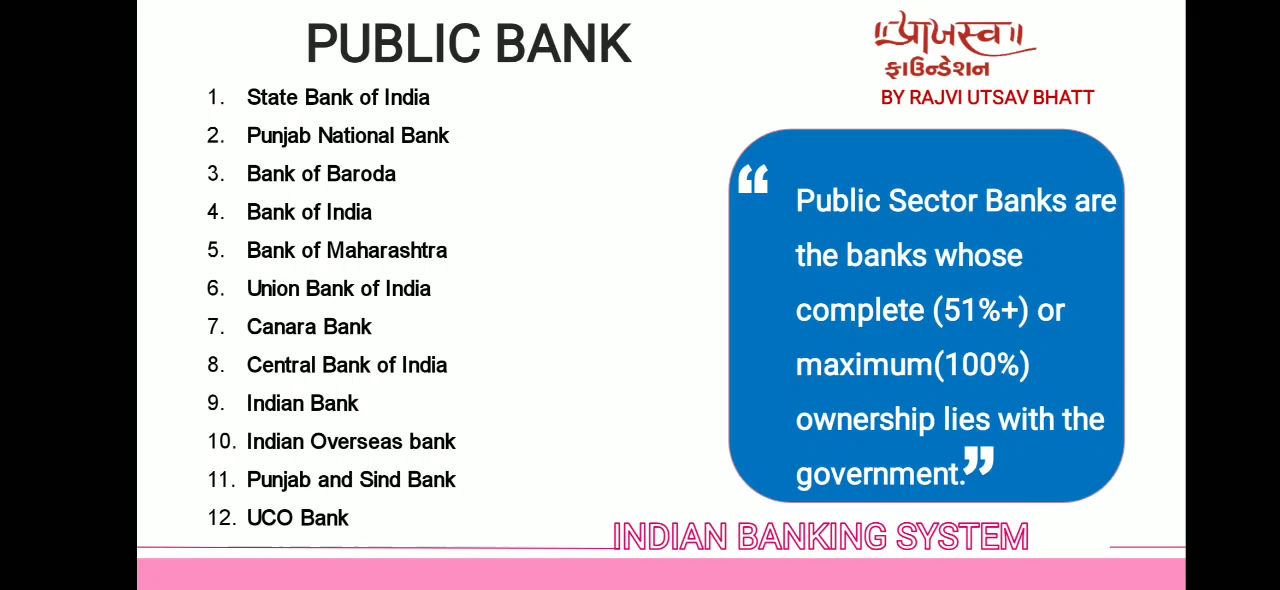 PUBLIC BANK
1. State Bank of India
2. Punjab National Bank
3. Bank of Baroda
4. Bank of India
5. Bank of Maharashtra
6. Union Bank of India
7. Canara Bank
8. Central Bank of India
9. Indian Bank
10. Indian Overseas bank
11. Punjab and Sind Bank
12. UCO Bank
ફાઉન્ડેશન
BY RAJVI UTSAV BHATT
“ Public Sector Banks are
the banks whose
complete (51%+) or
maximum(100%)
ownership lies with the
government.”
INDIAN BANKING SYSTEM